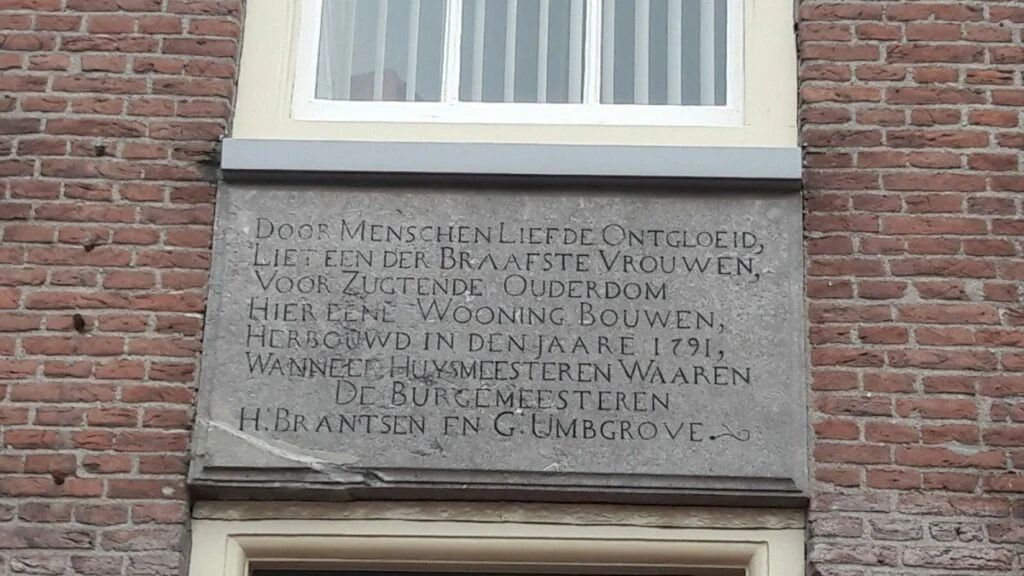 DOOR MENSCHEN LIEFDE ONTGLOEID,
LIET EEN DER BRAAFSTE VROUWEN,
VOOR ZUGTENDE OUDERDOM
HIER EENE WOONING BOUWEN,
HERBOUWD IN DEN JAARE 1791,
WANNEER HUYSMEESTEREN WAAREN
DE BURGEMEESTEREN
H. BRANTSEN EN G. UMBGROVE.